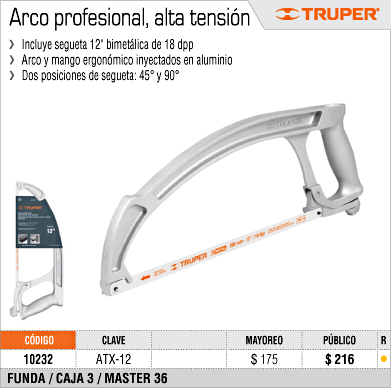 Arco profesional, alta tensión
TRUPER®
› Incluye segueta 12" bimetálica de 18 dpp
› Arco y mango ergonómico inyectados en aluminio
› Dos posiciones de segueta: 45° y 90°
TRUPER
12"
TRUPER
CÓDIGO CLAVE MAYOREO PÚBLICO R
10232 ATX-12 $ 175 $ 216
FUNDA / CAJA 3 / MASTER 36